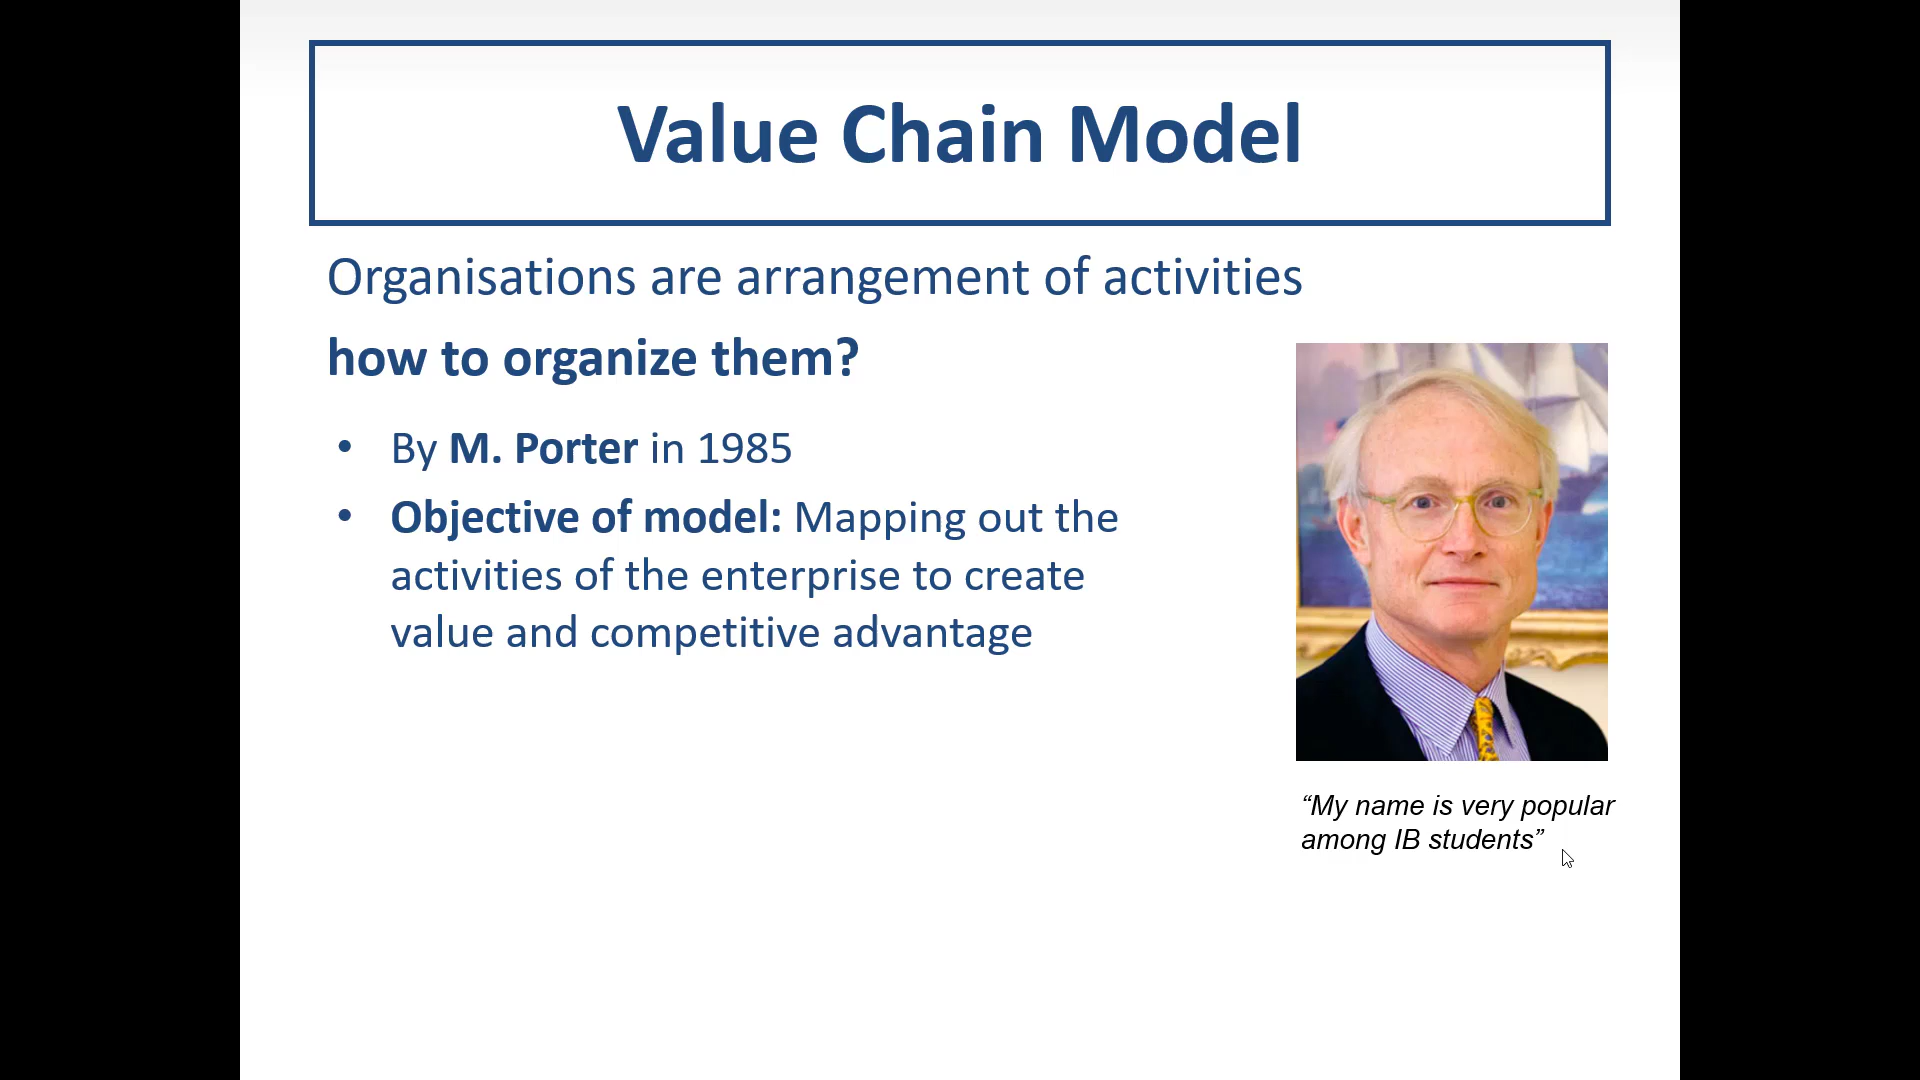 Value Chain Model
Organisations are arrangement of activities
how to organize them?
• By M. Porter in 1985
• Objective of model: Mapping out the
activities of the enterprise to create
value and competitive advantage
“My name is very popular
among IB students”